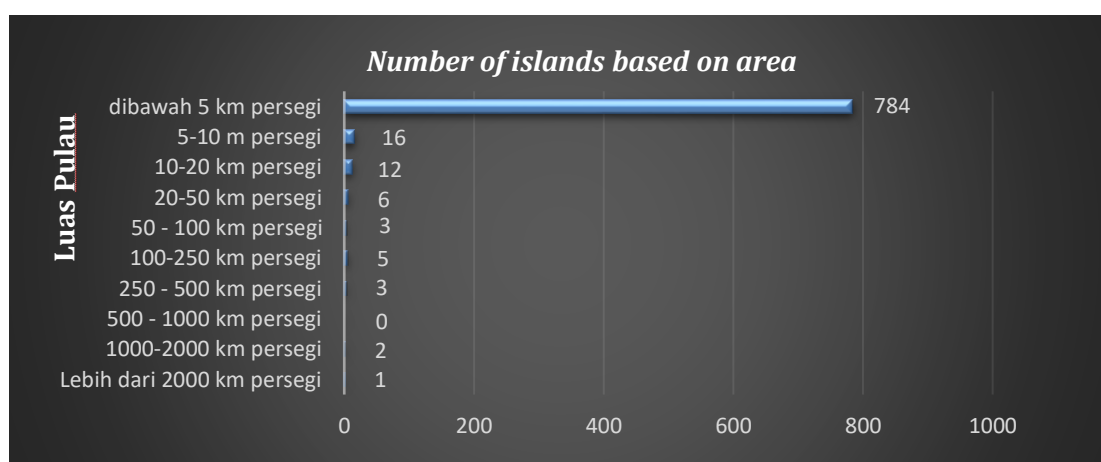 Number of islands based on area
Luas Pulau
dibawah 5 km persegi 784
5-10 m persegi 16
10-20 km persegi 12
20-50 km persegi 6
50 - 100 km persegi 3
100-250 km persegi 5
250 - 500 km persegi 3
500 - 1000 km persegi 0
1000-2000 km persegi 2
Lebih dari 2000 km persegi 1
0 200 400 600 800 1000